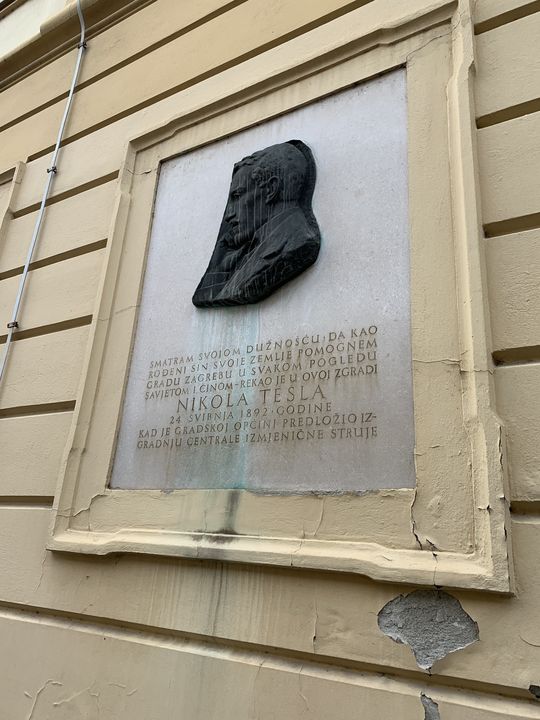 SMATRAM SVOJOM DUŽNOŠĆU, DA KAO
ROĐENI SIN SVOJE ZEMLJE POMOGNEM
GRADU ZAGREBU U SVAKOM POGLEDU
SAVJETOM I ČINOM–REKAO JE U OVOJ ZGRADI
NIKOLA TESLA
24. SVIBNJA 1892·GODINE
KAD JE GRADSKOJ OPĆINI PREDLOŽIO IZ-
GRADNJU CENTRALE IZMJENIČNE STRUJE